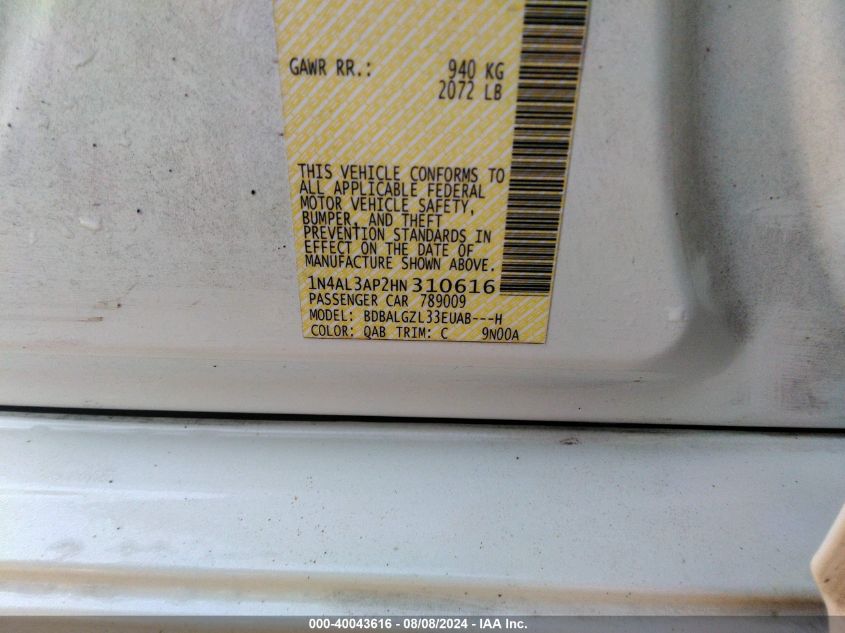 GAWR RR.: 940 KG
2072 LB
THIS VEHICLE CONFORMS TO
ALL APPLICABLE FEDERAL
MOTOR VEHICLE SAFETY,
BUMPER, AND THEFT
PREVENTION STANDARDS IN
EFFECT ON THE DATE OF
MANUFACTURE SHOWN ABOVE.
1N4AL3AP2HN310616
PASSENGER CAR 789009
MODEL: BDBALGZL33EUAB---H
COLOR: QAB TRIM: C 9N00A
000-40043616 - 08/08/2024 - IAA Inc.